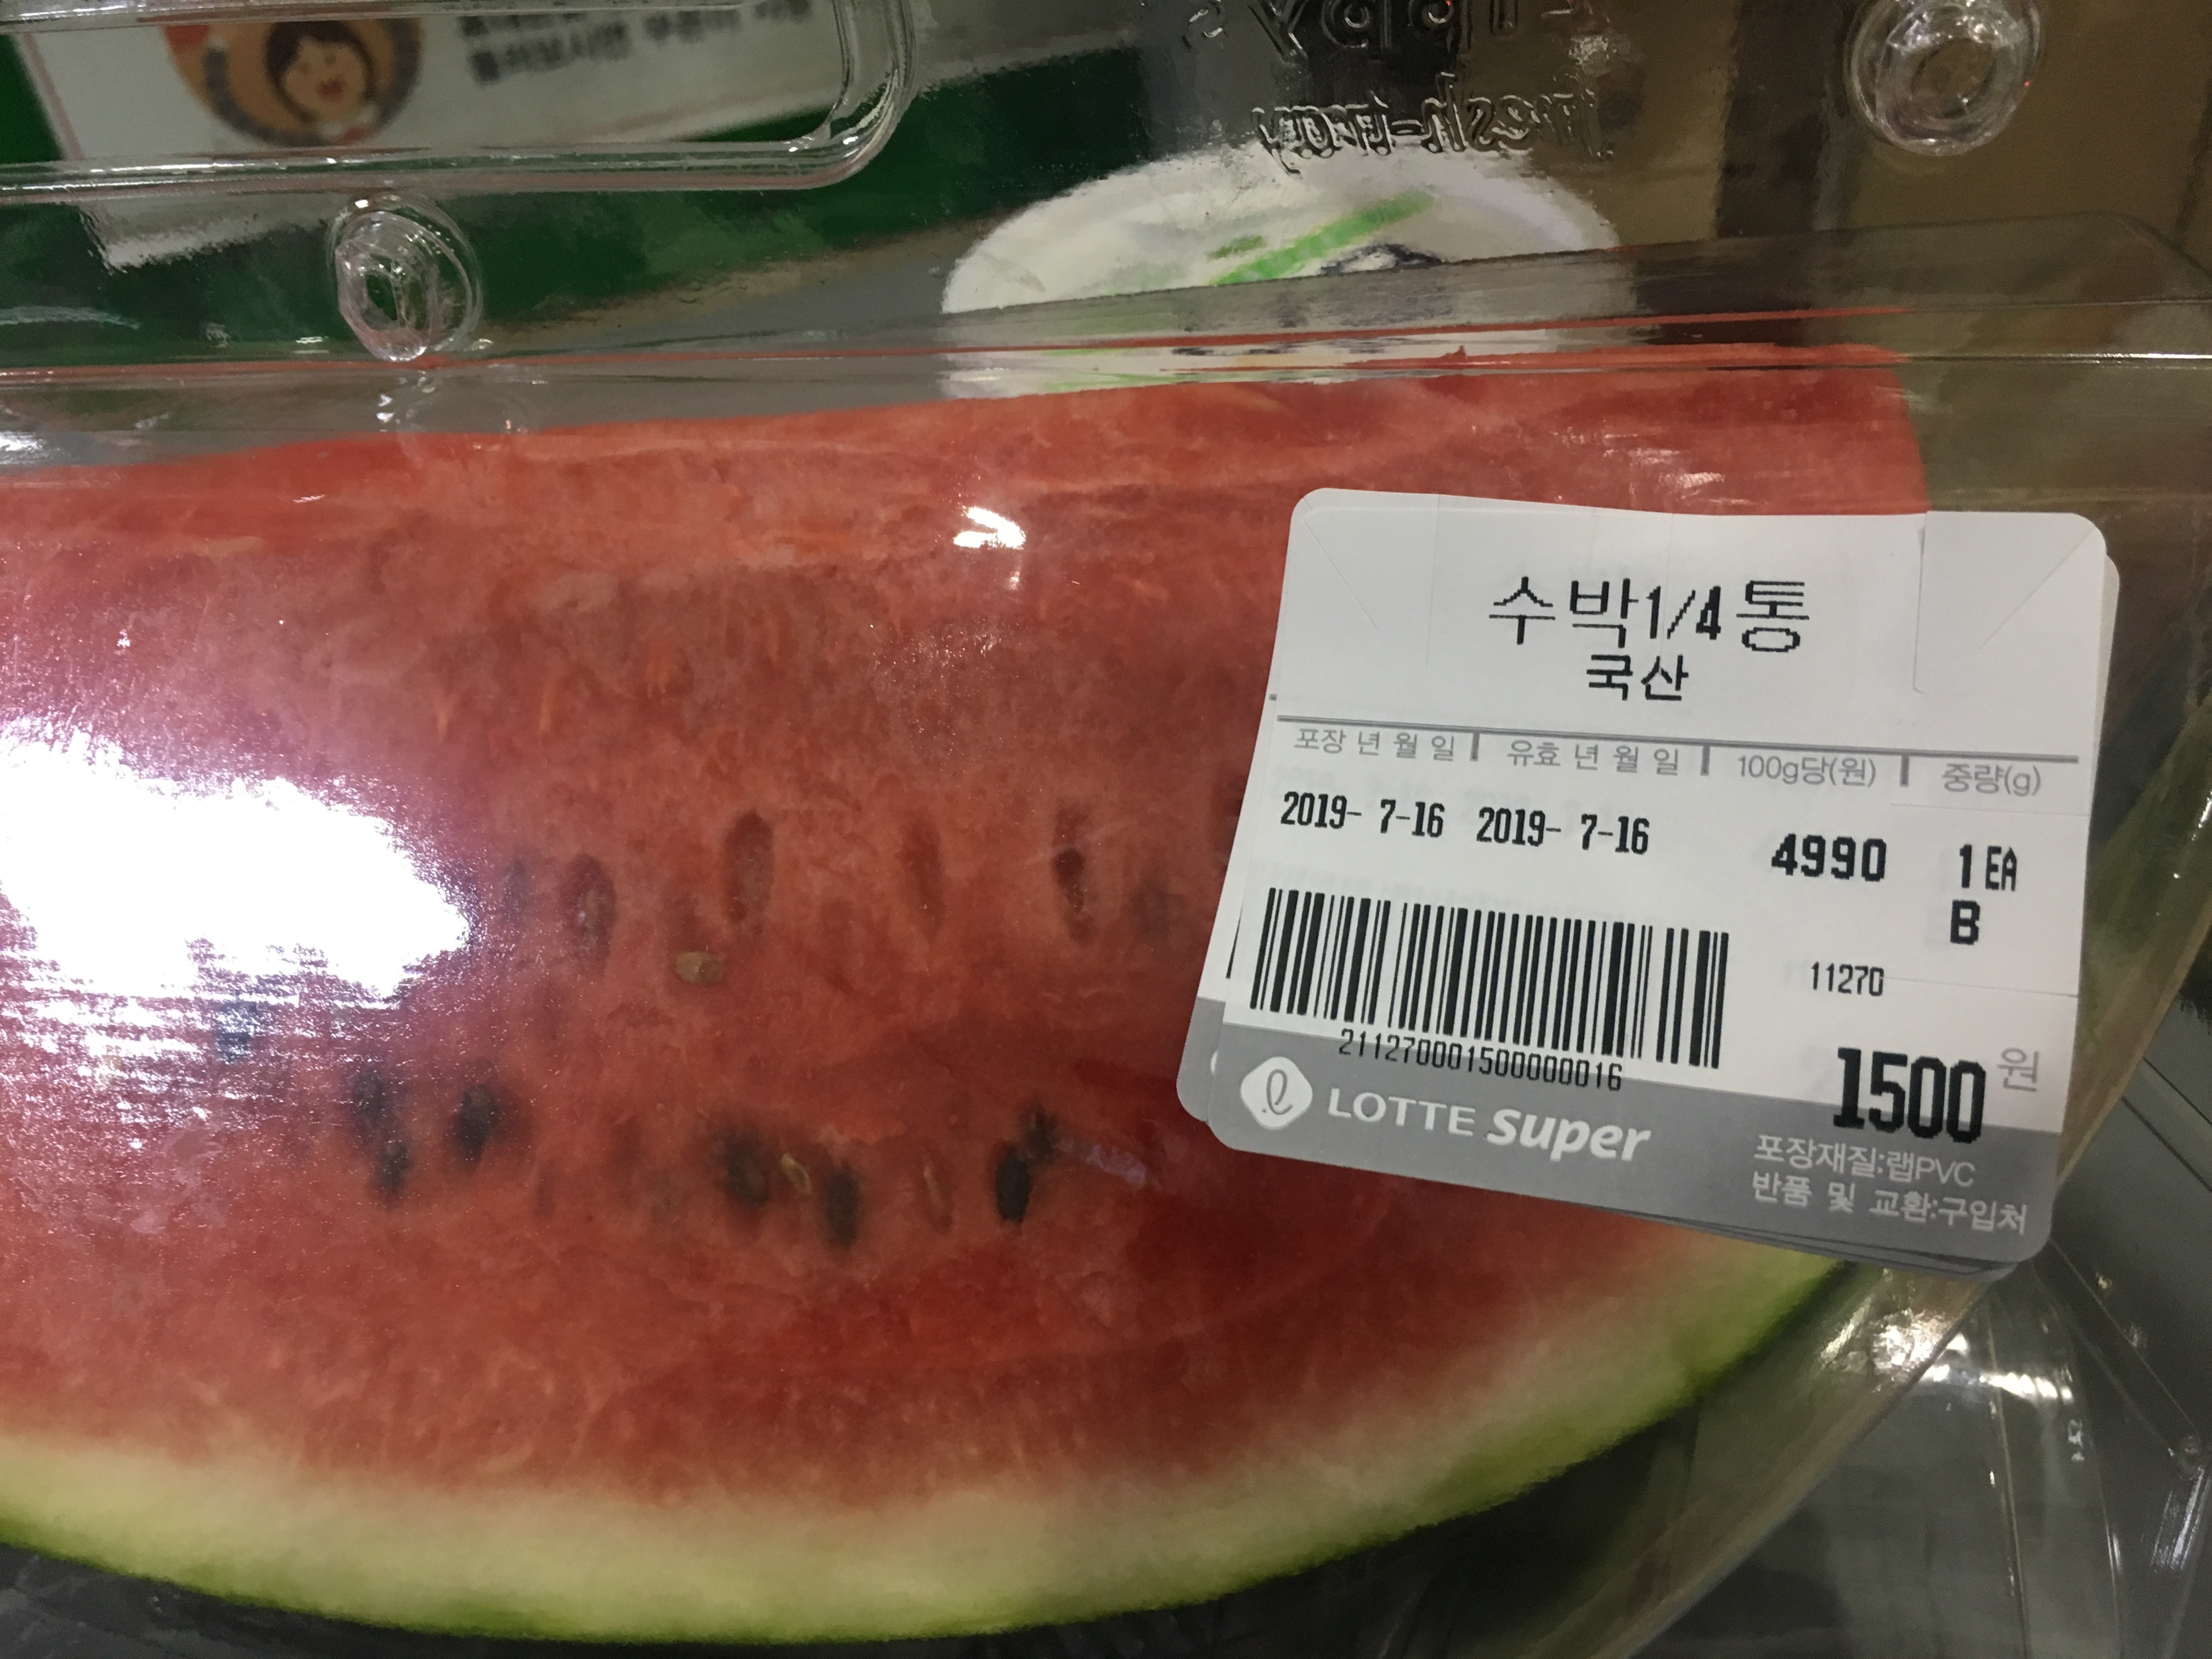 수박1/4통
국산
포장 년 월 일 유효 년 월 일 100g당(원) 중량(g)
2019- 7-16 2019- 7-16 4990 1EA
B
11270
2112700015000000016
1500 원
LOTTE super
포장재질:랩PVC
반품 및 교환:구입처